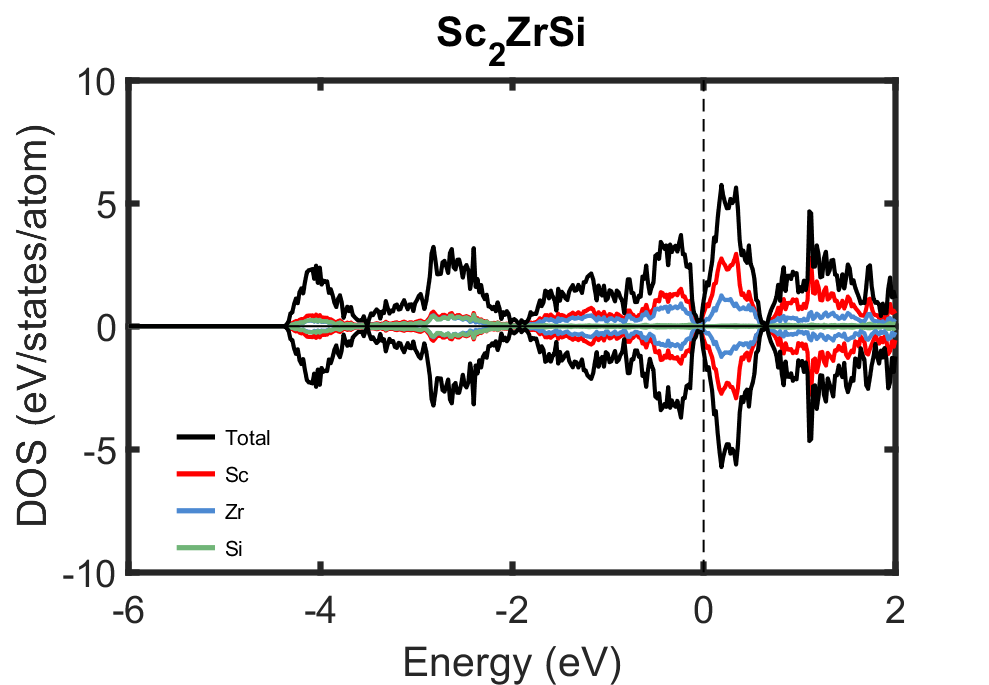 Sc₂ZrSi
10
5
0
-5
-10
DOS (eV/states/atom)
Total
Sc
Zr
Si
-6 -4 -2 0 2
Energy (eV)